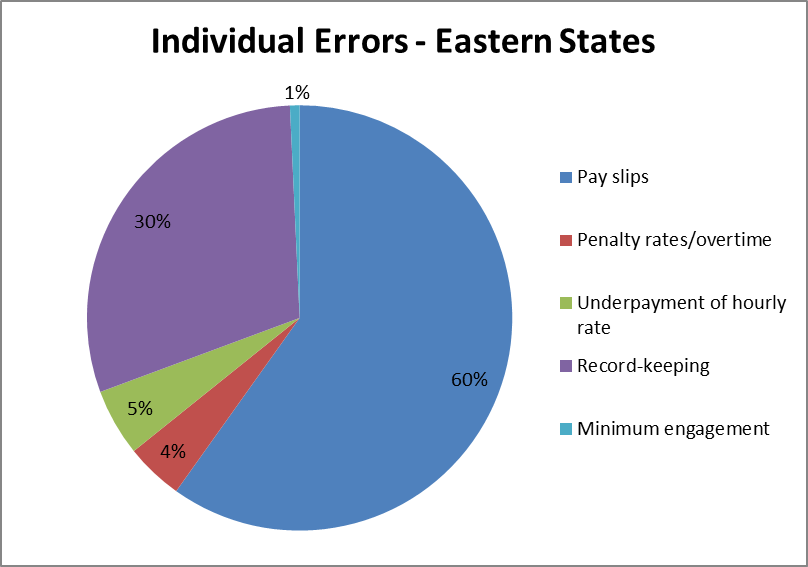 Individual Errors - Eastern States
1%
30%
60%
5%
4%
Pay slips
Penalty rates/overtime
Underpayment of hourly
rate
Record-keeping
Minimum engagement